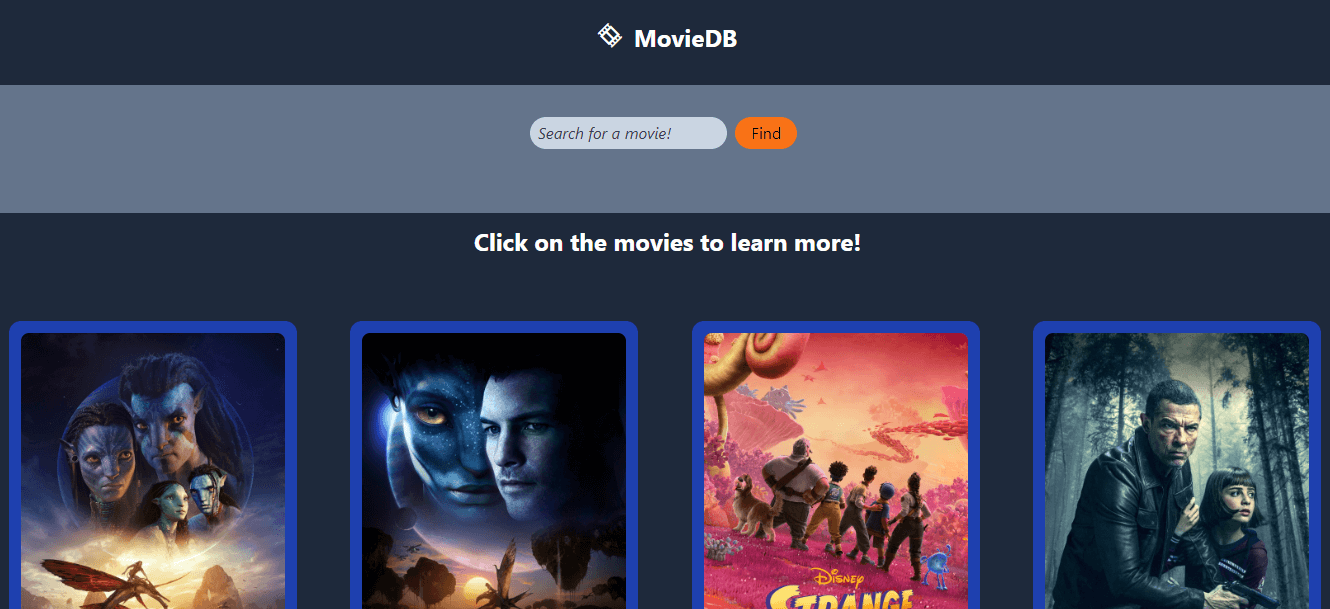 MovieDB
Search for a movie!
Find
Click on the movies to learn more!
DISNEY
STRANGE